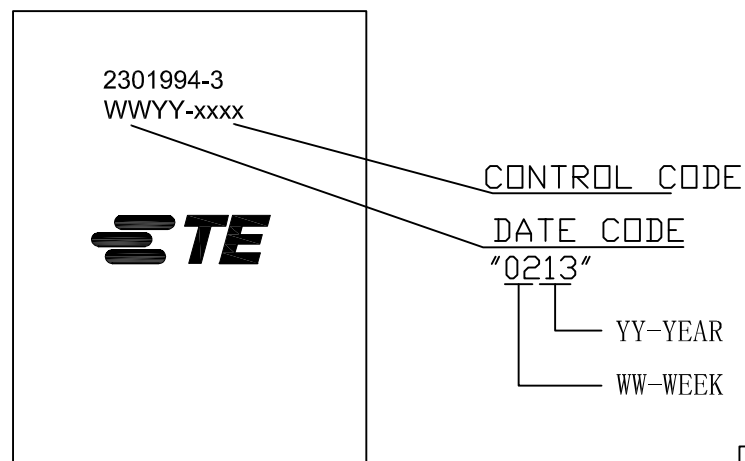 2301994-3
WWYY-xxxx
CONTROL CODE
TE
DATE CODE
"0213"
YY-YEAR
WW-WEEK